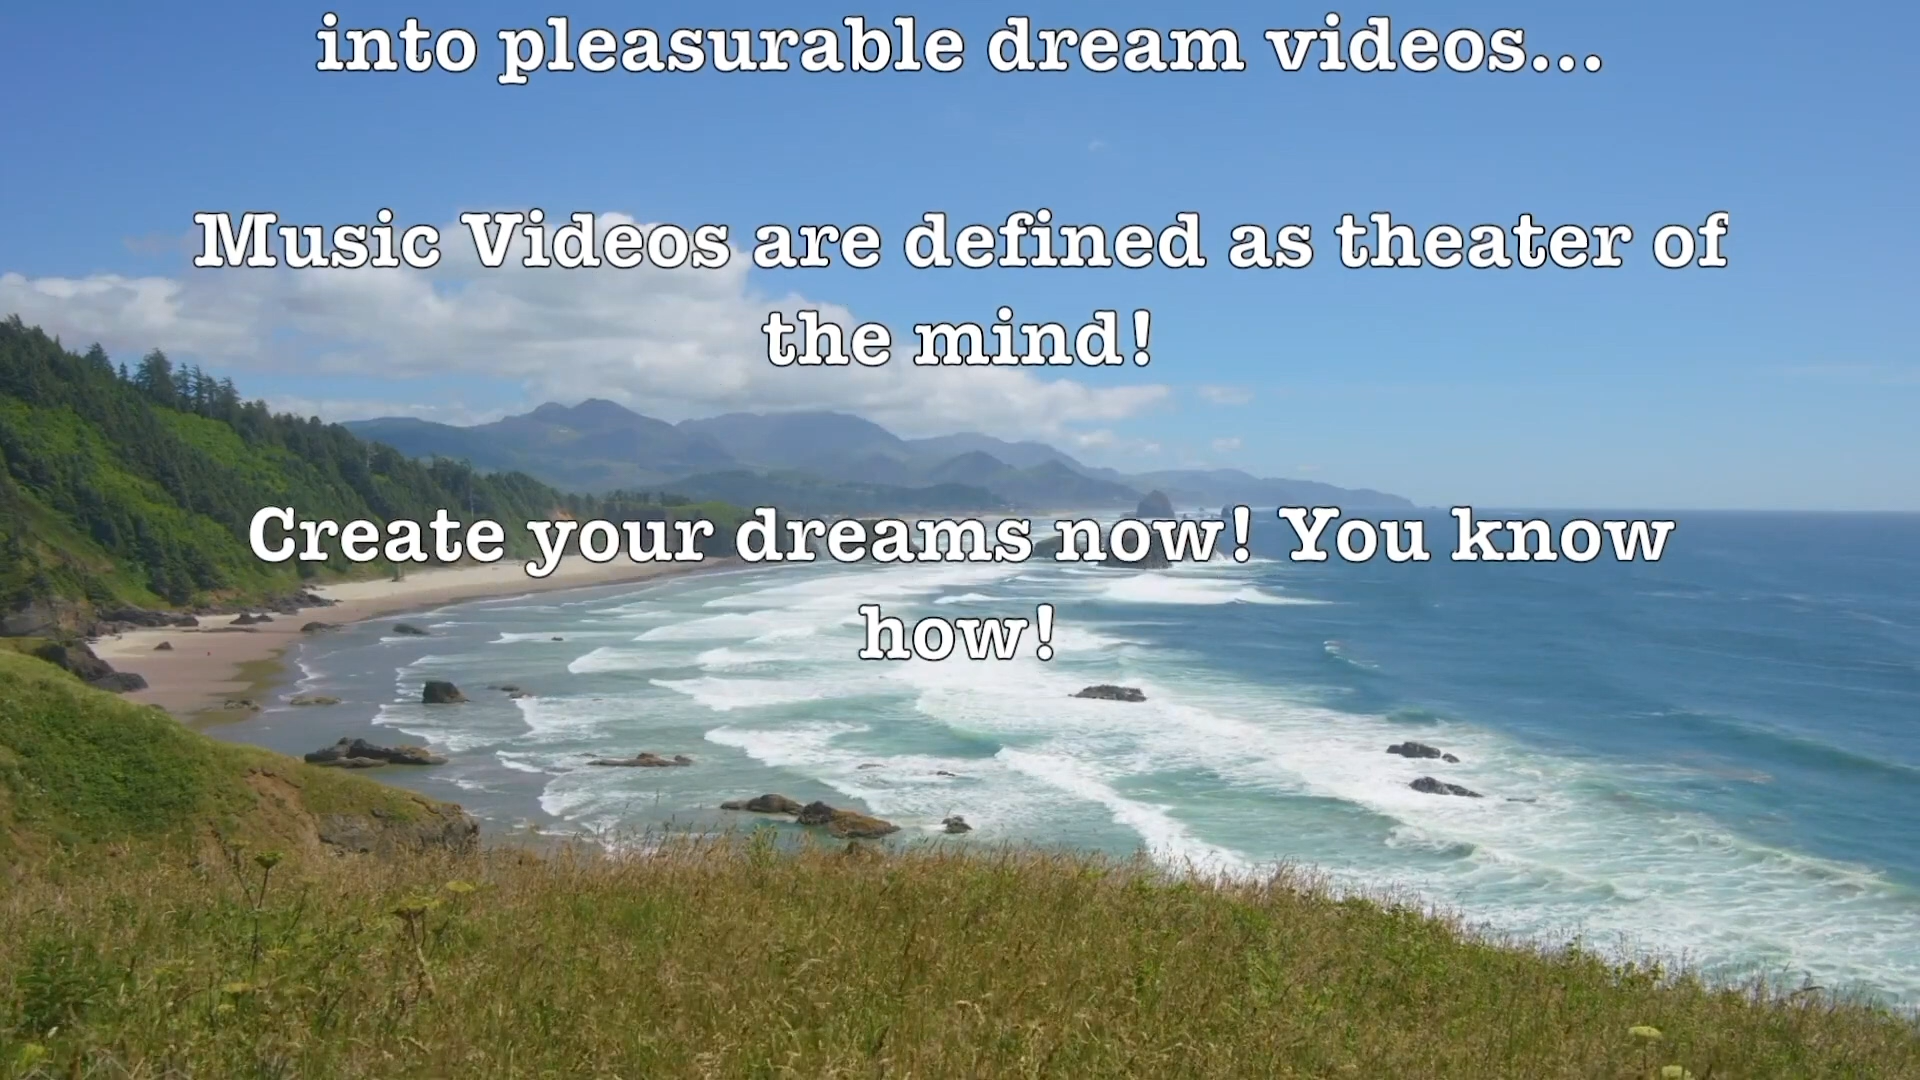 into pleasurable dream videos...
Music Videos are defined as theater of
the mind!
Create your dreams now! You know
how!